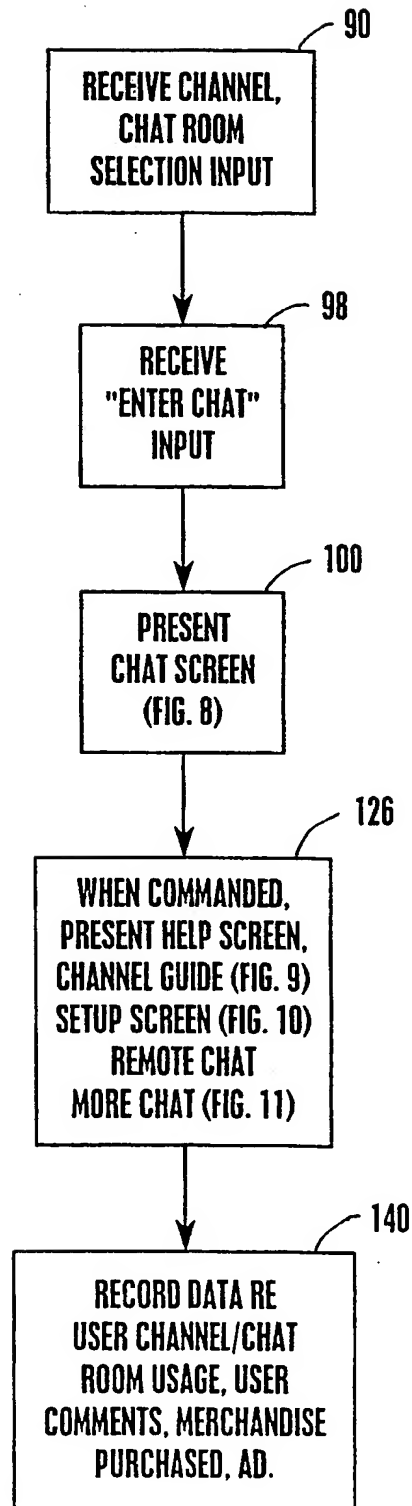 90
RECEIVE CHANNEL,
CHAT ROOM
SELECTION INPUT
98
RECEIVE
"ENTER CHAT"
INPUT
100
PRESENT
CHAT SCREEN
(FIG. 8)
126
WHEN COMMANDED,
PRESENT HELP SCREEN,
CHANNEL GUIDE (FIG. 9)
SETUP SCREEN (FIG. 10)
REMOTE CHAT
MORE CHAT (FIG. 11)
140
RECORD DATA RE
USER CHANNEL/CHAT
ROOM USAGE, USER
COMMENTS, MERCHANDISE
PURCHASED, AD.